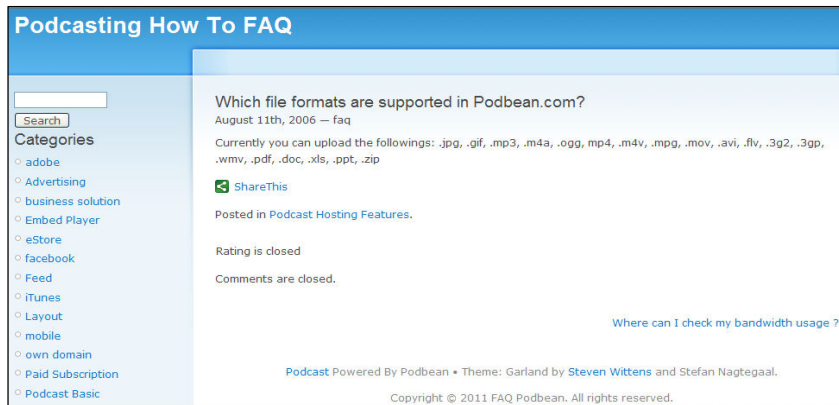 Podcasting How To FAQ
Search
Categories
adobe
Advertising
business solution
Embed Player
eStore
facebook
Feed
iTunes
Layout
mobile
own domain
Paid Subscription
Podcast Basic
Which file formats are supported in Podbean.com?
August 11th, 2006 — faq
Currently you can upload the followings: .jpg, .gif, .mp3, .m4a, .ogg, mp4, .m4v, .mpg, .mov, .avi, .flv, .3g2, .3gp,
.wmv, .pdf, .doc, .xls, .ppt, .zip
ShareThis
Posted in Podcast Hosting Features.
Rating is closed
Comments are closed.
Where can I check my bandwidth usage ?
Podcast Powered By Podbean • Theme: Garland by Steven Wittens and Stefan Nagtegaal.
Copyright © 2011 FAQ Podbean. All rights reserved.